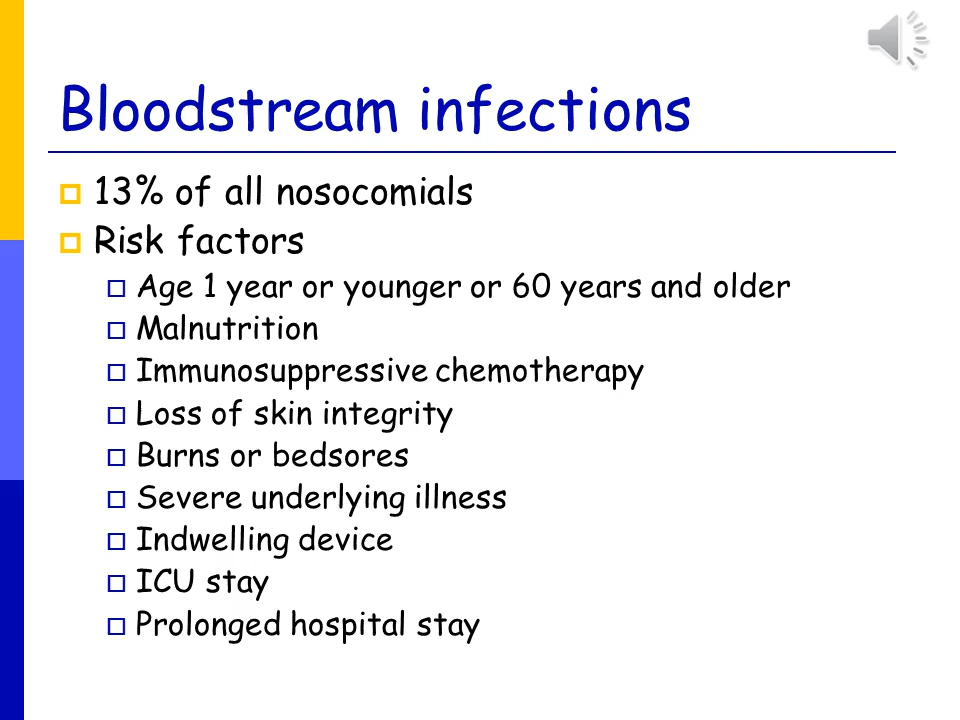 Bloodstream infections
13% of all nosocomials
Risk factors
Age 1 year or younger or 60 years and older
Malnutrition
Immunosuppressive chemotherapy
Loss of skin integrity
Burns or bedsores
Severe underlying illness
Indwelling device
ICU stay
Prolonged hospital stay